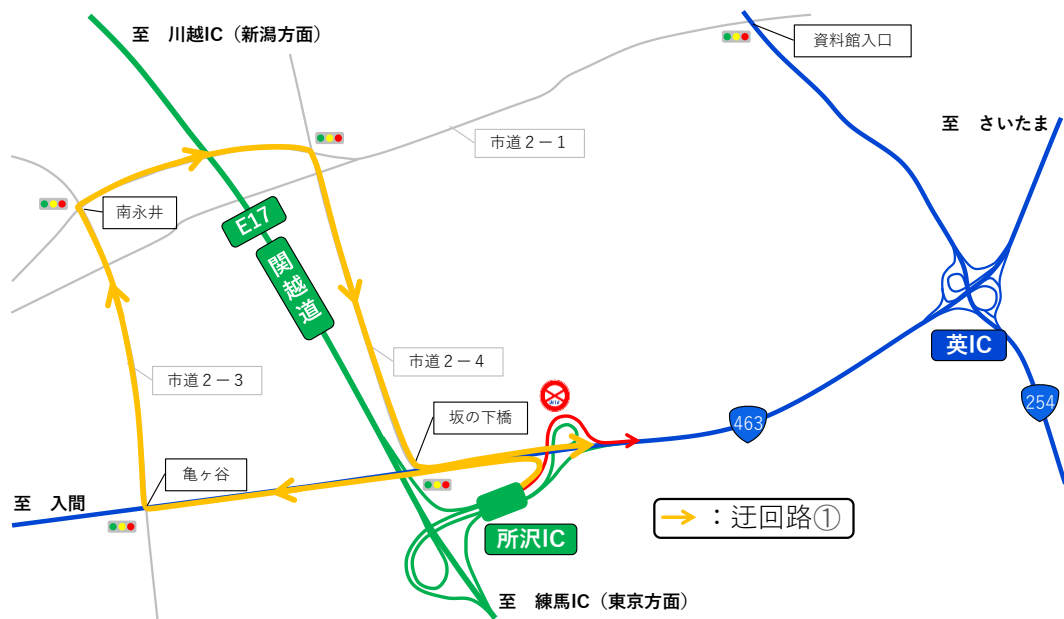 至　川越IC（新潟方面）
資料館入口
至　さいたま
市道２－１
南永井
E17
関越道
英IC
市道２－３
市道２－４
254
463
坂の下橋
亀ヶ谷
至　入間
：迂回路①
所沢IC
至　練馬IC（東京方面）